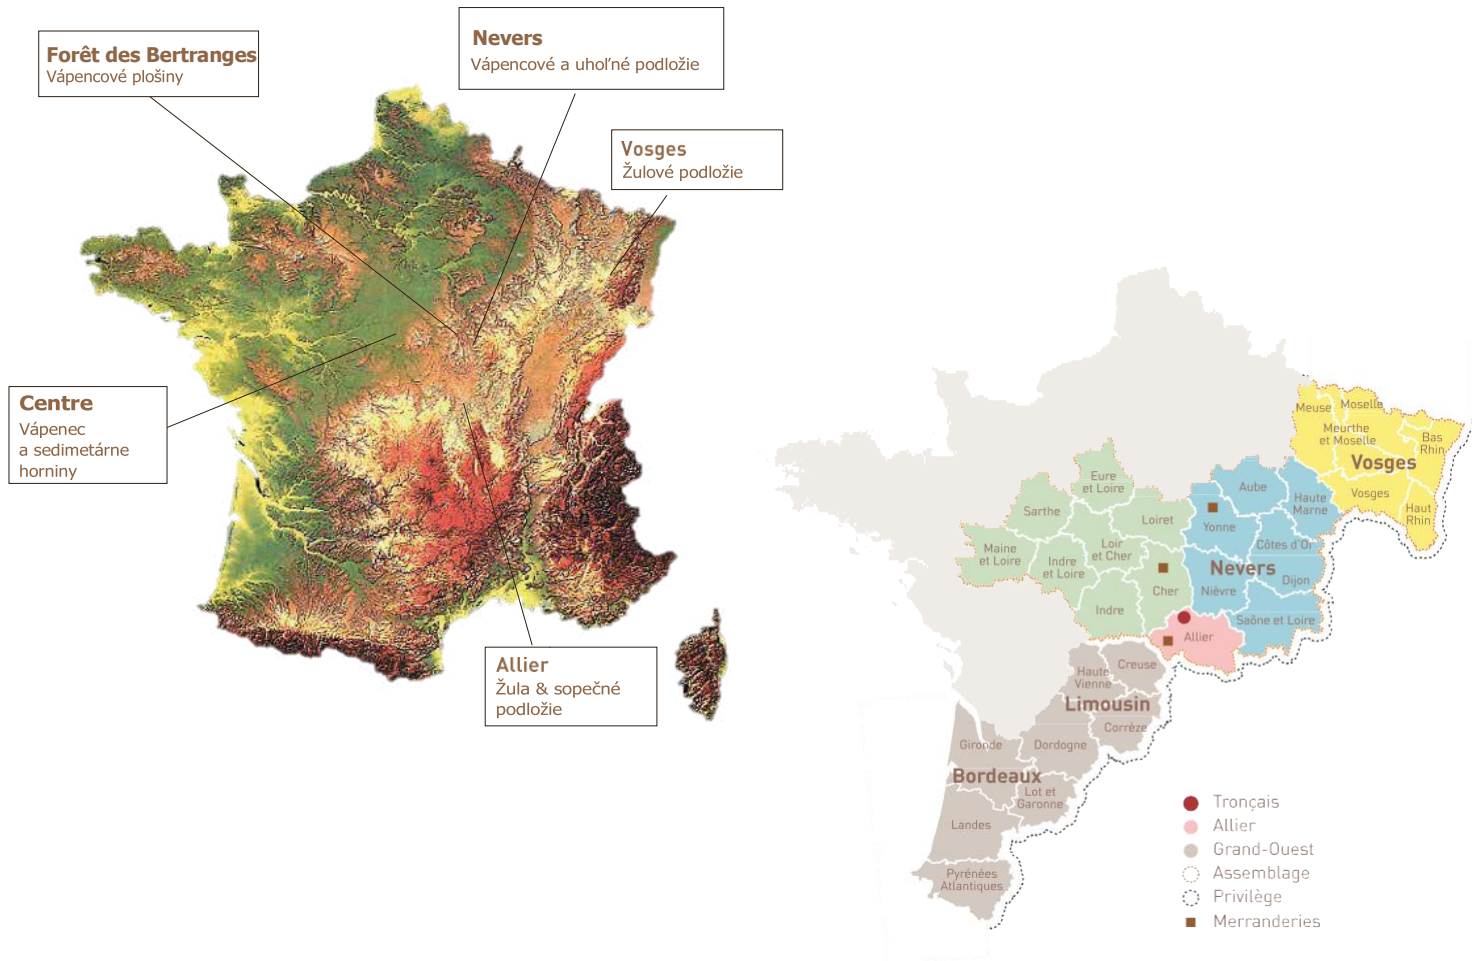 Forêt des Bertranges
Vápencové plošiny
Nevers
Vápencové a uhoľné podložie
Vosges
Žulové podložie
Centre
Vápenec
a sedimetárne
horniny
Allier
Žula & sopečné
podložie
Meuse
Moselle
Meurthe
et Moselle
Bas
Rhin
Vosges
Vosges
Haut
Rhin
Eure
et Loire
Sarthe
Loiret
Maine
et Loire
Indre
et Loire
Loir
et Cher
Cher
Indre
Aube
Haute
Marne
Yonne
Côtes d'Or
Nevers
Dijon
Nièvre
Saône et Loire
Allier
Haute
Vienne
Creuse
Limousin
Corrèze
Gironde
Dordogne
Bordeaux
Lot et
Garonne
Landes
Pyrénées
Atlantiques
Tronçais
Allier
Grand-Ouest
Assemblage
Privilège
Merranderies